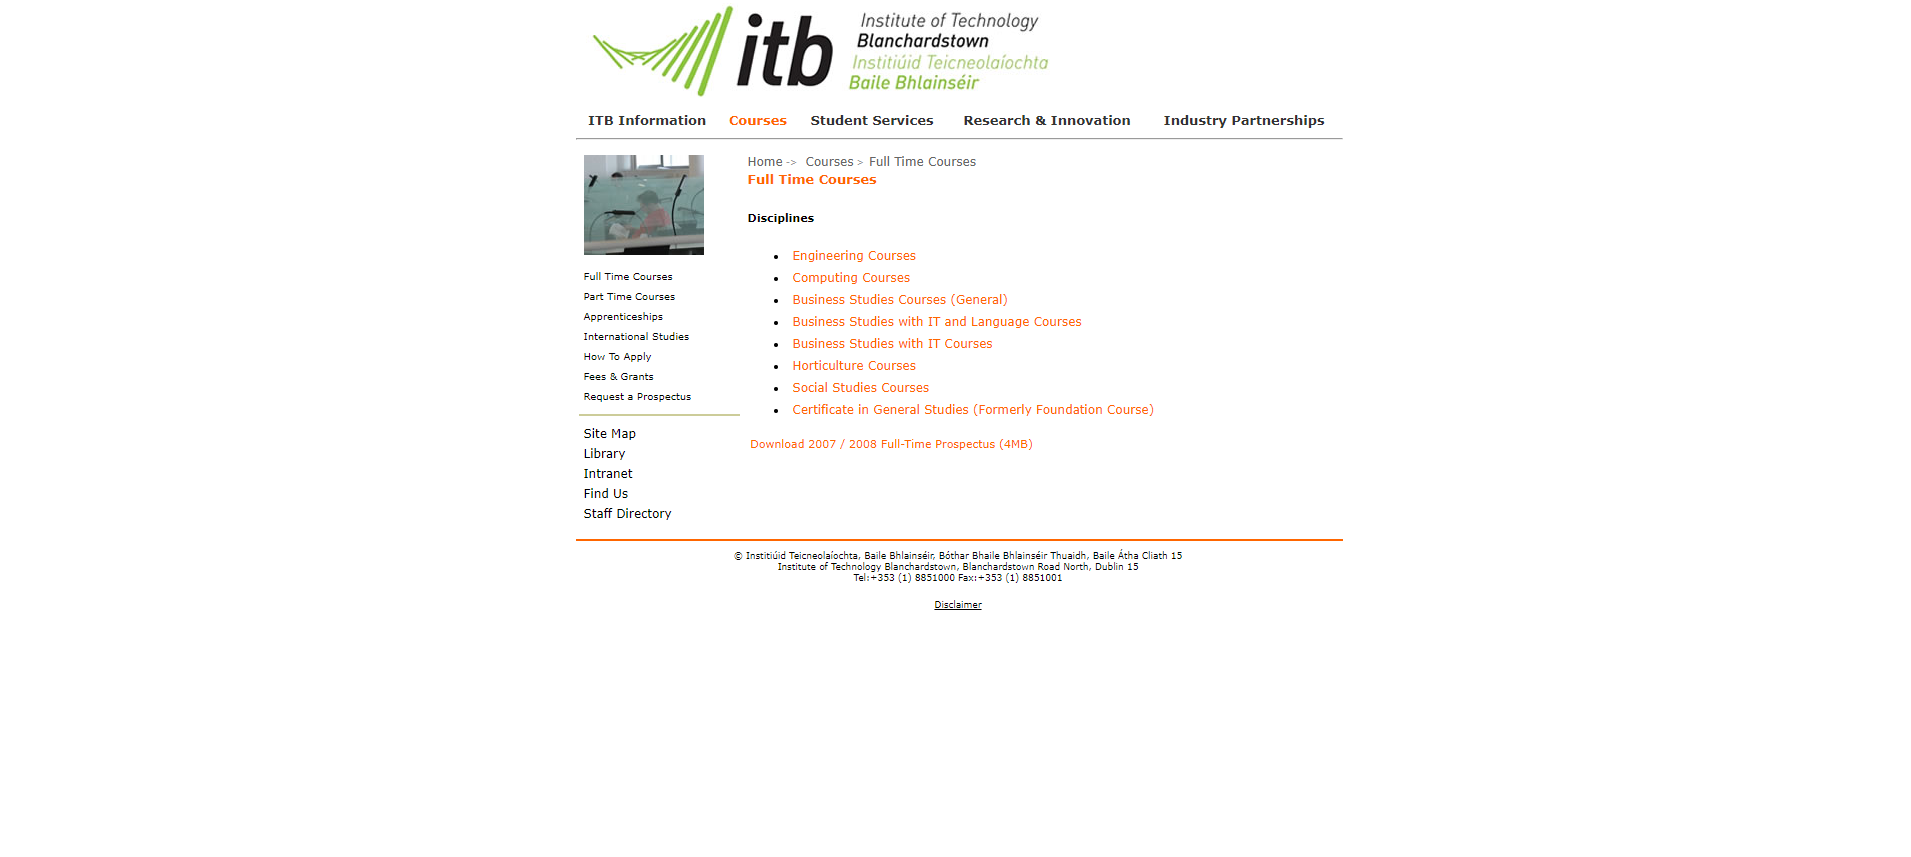 itb
Institute of Technology
Blanchardstown
Institiúid Teicneolaíochta
Baile Bhlainséir
ITB Information Courses Student Services Research & Innovation Industry Partnerships
Home -> Courses > Full Time Courses
Full Time Courses
Disciplines
Engineering Courses
Computing Courses
Business Studies Courses (General)
Business Studies with IT and Language Courses
Business Studies with IT Courses
Horticulture Courses
Social Studies Courses
Certificate in General Studies (Formerly Foundation Course)
Download 2007 / 2008 Full-Time Prospectus (4MB)
Full Time Courses
Part Time Courses
Apprenticeships
International Studies
How To Apply
Fees & Grants
Request a Prospectus
Site Map
Library
Intranet
Find Us
Staff Directory
© Institiúid Teicneolaíochta, Baile Bhlainséir, Bóthar Bhaile Bhlainséir Thuaidh, Baile Átha Cliath 15
Institute of Technology Blanchardstown, Blanchardstown Road North, Dublin 15
Tel:+353 (1) 8851000 Fax:+353 (1) 8851001
Disclaimer